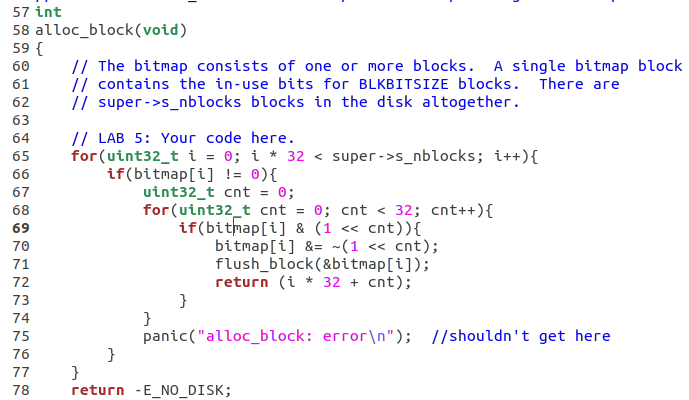 57 int
58 alloc_block(void)
59 {
60     // The bitmap consists of one or more blocks.  A single bitmap block
61     // contains the in-use bits for BLKBITSIZE blocks.  There are
62     // super->s_nblocks blocks in the disk altogether.
63
64     // LAB 5: Your code here.
65     for(uint32_t i = 0; i * 32 < super->s_nblocks; i++){
66         if(bitmap[i] != 0){
67             uint32_t cnt = 0;
68             for(uint32_t cnt = 0; cnt < 32; cnt++){
69                 if(bitmap[i] & (1 << cnt)){
70                     bitmap[i] &= ~(1 << cnt);
71                     flush_block(&bitmap[i]);
72                     return (i * 32 + cnt);
73                 }
74             }
75             panic("alloc_block: error\n");  //shouldn't get here
76         }
77     }
78     return -E_NO_DISK;